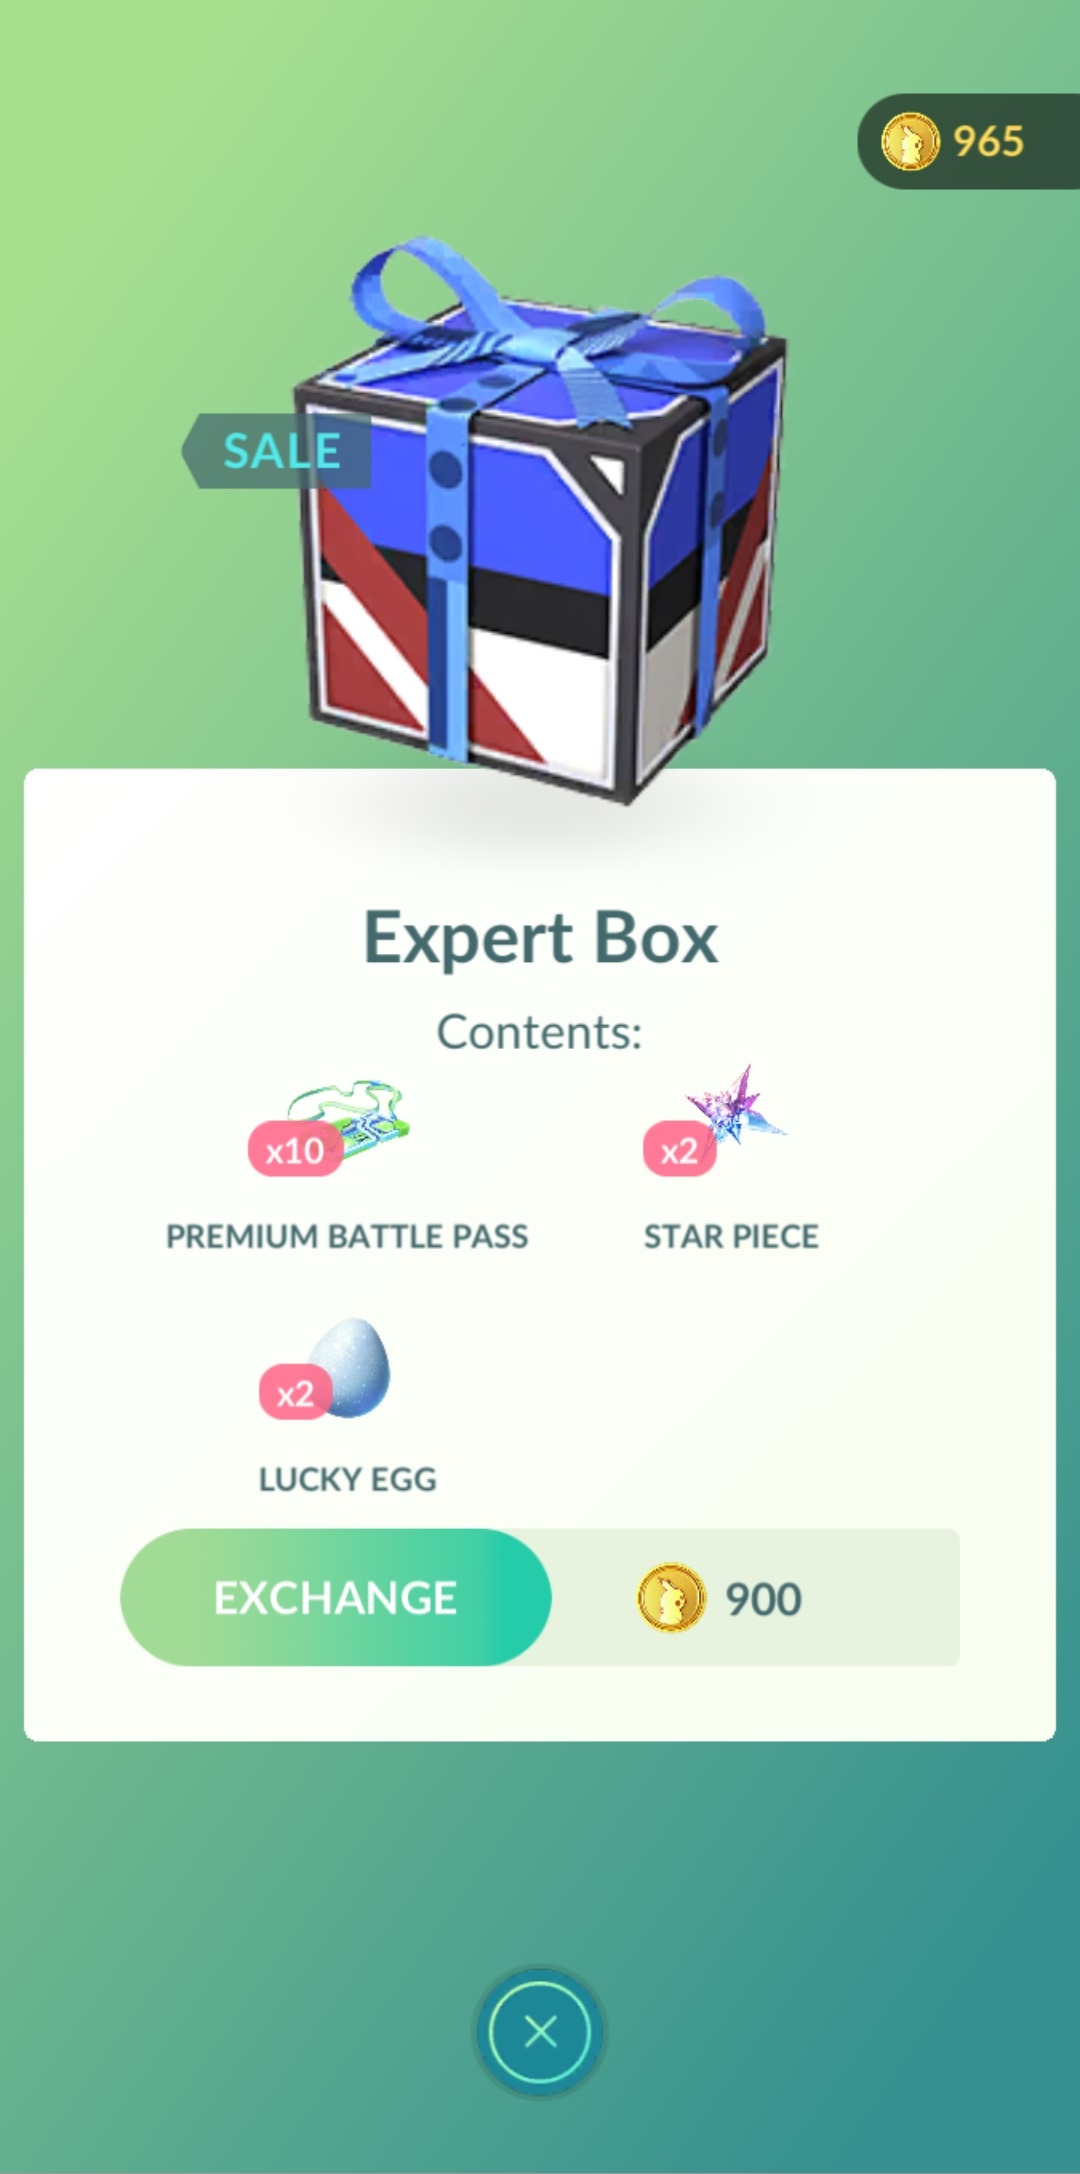 965
SALE
Expert Box
Contents:
x10
x2
PREMIUM BATTLE PASS
STAR PIECE
x2
LUCKY EGG
EXCHANGE
900